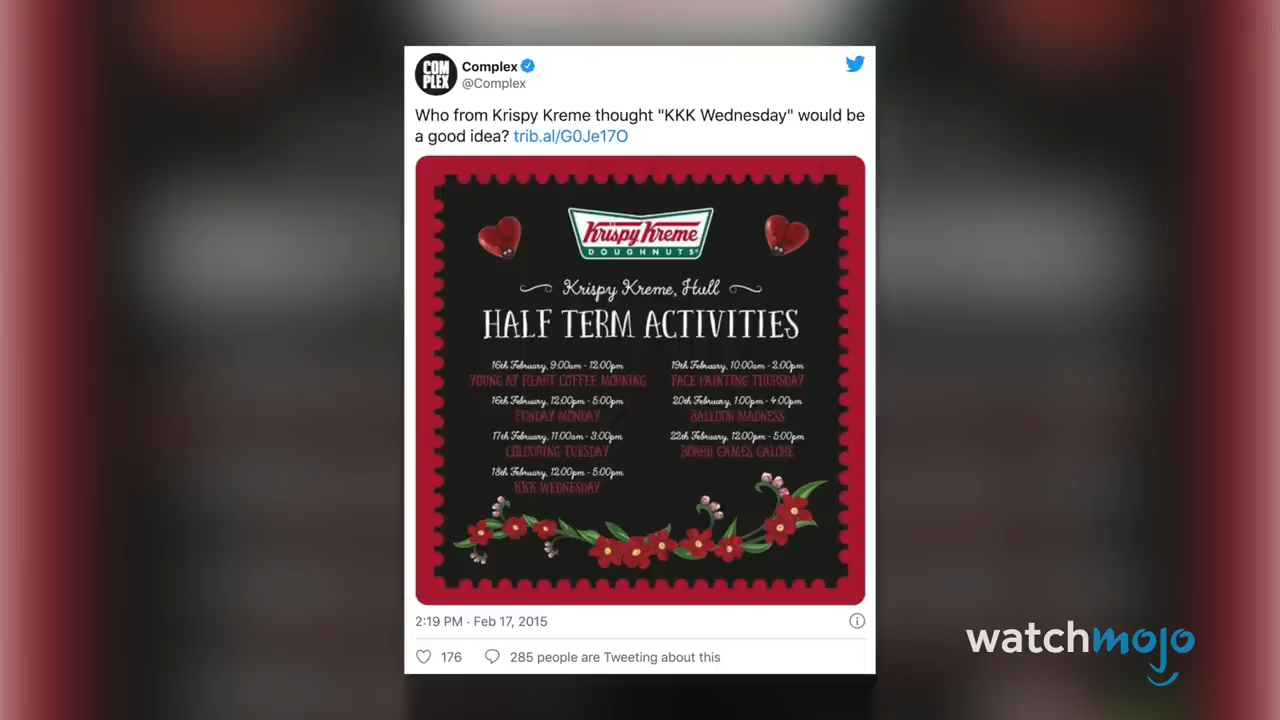 COM
PLEX
Complex
@Complex
Who from Krispy Kreme thought "KKK Wednesday" would be
a good idea? trib.al/G0Je17O
Krispy Kreme
DOUGHNUTS
Krispy Kreme, Hull
HALF TERM ACTIVITIES
16th February, 9:00am - 12:00pm
YOUNG AT HEART COFFEE MORNING
16th February, 12:00pm - 5:00pm
FUNDAY MONDAY
17th February, 11:00am - 3:00pm
COLOURING TUESDAY
18th February, 12:00pm - 5:00pm
KKK WEDNESDAY
19th February, 10:00am - 2:00pm
FACE PAINTING THURSDAY
20th February, 1:00pm - 4:00pm
BALLOON MADNESS
22th February, 12:00pm - 5:00pm
BOARD GAMES GALORE
2:19 PM · Feb 17, 2015
176
285 people are Tweeting about this
watchmojo